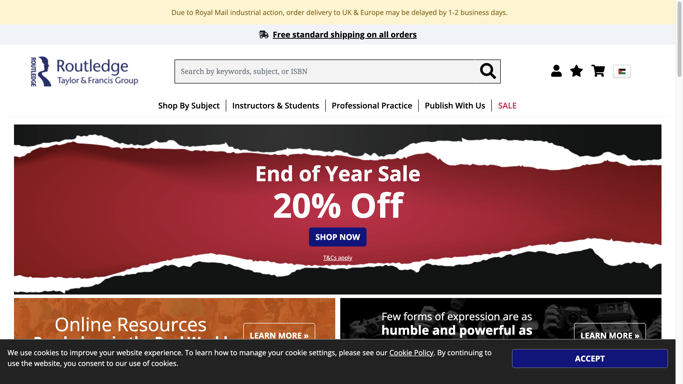 Due to Royal Mail industrial action, order delivery to UK & Europe may be delayed by 1-2 business days.
Free standard shipping on all orders
ROUTLEDGE
Routledge
Taylor & Francis Group
Search by keywords, subject, or ISBN
Shop By Subject
Instructors & Students
Professional Practice
Publish With Us
SALE
End of Year Sale
20% Off
SHOP NOW
T&Cs apply
Online Resources
LEARN MORE »
Few forms of expression are as
humble and powerful as
LEARN MORE »
We use cookies to improve your website experience. To learn how to manage your cookie settings, please see our Cookie Policy. By continuing to
use the website, you consent to our use of cookies.
ACCEPT